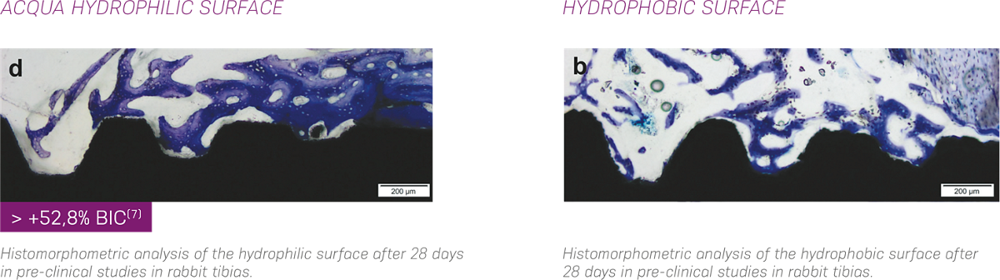 ACQUA HYDROPHILIC SURFACE
d
200 µm
> +52,8% BIC(7)
Histomorphometric analysis of the hydrophilic surface after 28 days
in pre-clinical studies in rabbit tibias.
HYDROPHOBIC SURFACE
b
200 µm
Histomorphometric analysis of the hydrophobic surface after
28 days in pre-clinical studies in rabbit tibias.